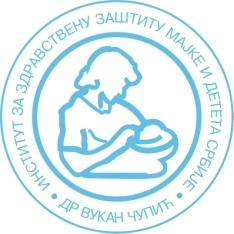 ИНСТИТУТ ЗА ЗДРАВСТВЕНУ ЗАШТИТУ МАЈКЕ И ДЕТЕТА СРБИЈЕ
• ДР ВУКАН ЧУПИЋ •